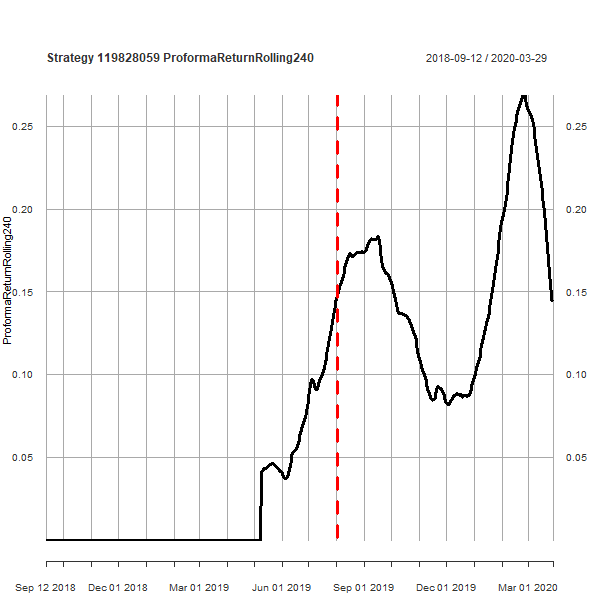 Strategy 119828059 ProformaReturnRolling240
2018-09-12 / 2020-03-29
ProformaReturnRolling240
0.25
0.20
0.15
0.10
0.05
0.25
0.20
0.15
0.10
0.05
Sep 12 2018
Dec 01 2018
Mar 01 2019
Jun 01 2019
Sep 01 2019
Dec 01 2019
Mar 01 2020